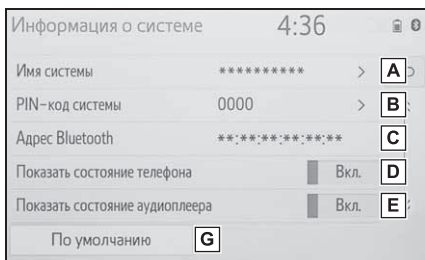 Информация о системе 4:36
Имя системы ********** > A
PIN-код системы 0000 > B
Адрес Bluetooth **:**:**:**:**:** C
Показать состояние телефона Вкл. D
Показать состояние аудиоплеера Вкл. E
По умолчанию G